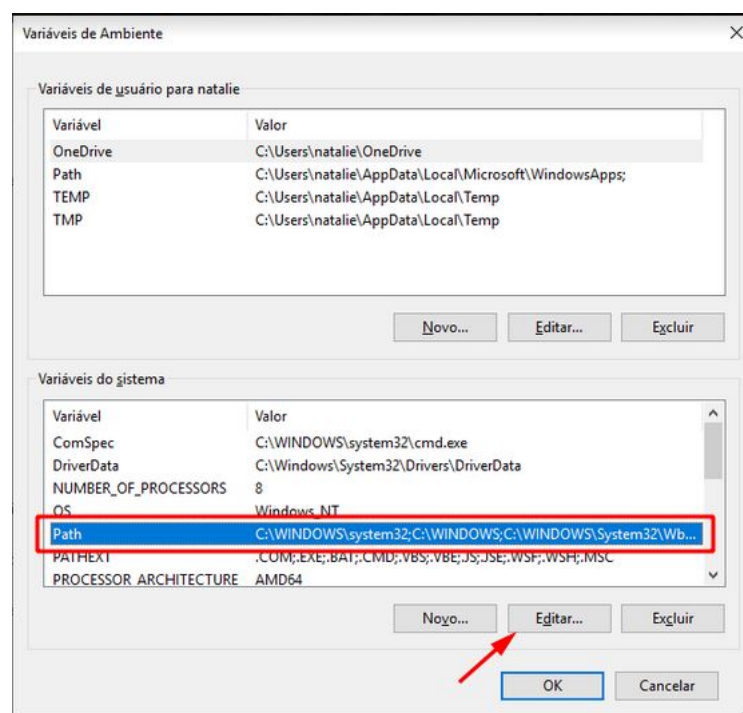 Variáveis de Ambiente
Variáveis de usuário para natalie
Variável Valor
OneDrive C:\Users\natalie\OneDrive
Path C:\Users\natalie\AppData\Local\Microsoft\WindowsApps;
TEMP C:\Users\natalie\AppData\Local\Temp
TMP C:\Users\natalie\AppData\Local\Temp
Novo... Editar... Excluir
Variáveis do sistema
Variável Valor
ComSpec C:\WINDOWS\system32\cmd.exe
DriverData C:\Windows\System32\Drivers\DriverData
NUMBER_OF_PROCESSORS 8
OS Windows_NT
Path C:\WINDOWS\system32;C:\WINDOWS;C:\WINDOWS\System32\Wb...
PATHEXT .COM;.EXE;.BAT;.CMD;.VBS;.VBE;.JS;.JSE;.WSF;.WSH;.MSC
PROCESSOR_ARCHITECTURE AMD64
Novo... Editar... Excluir
OK Cancelar